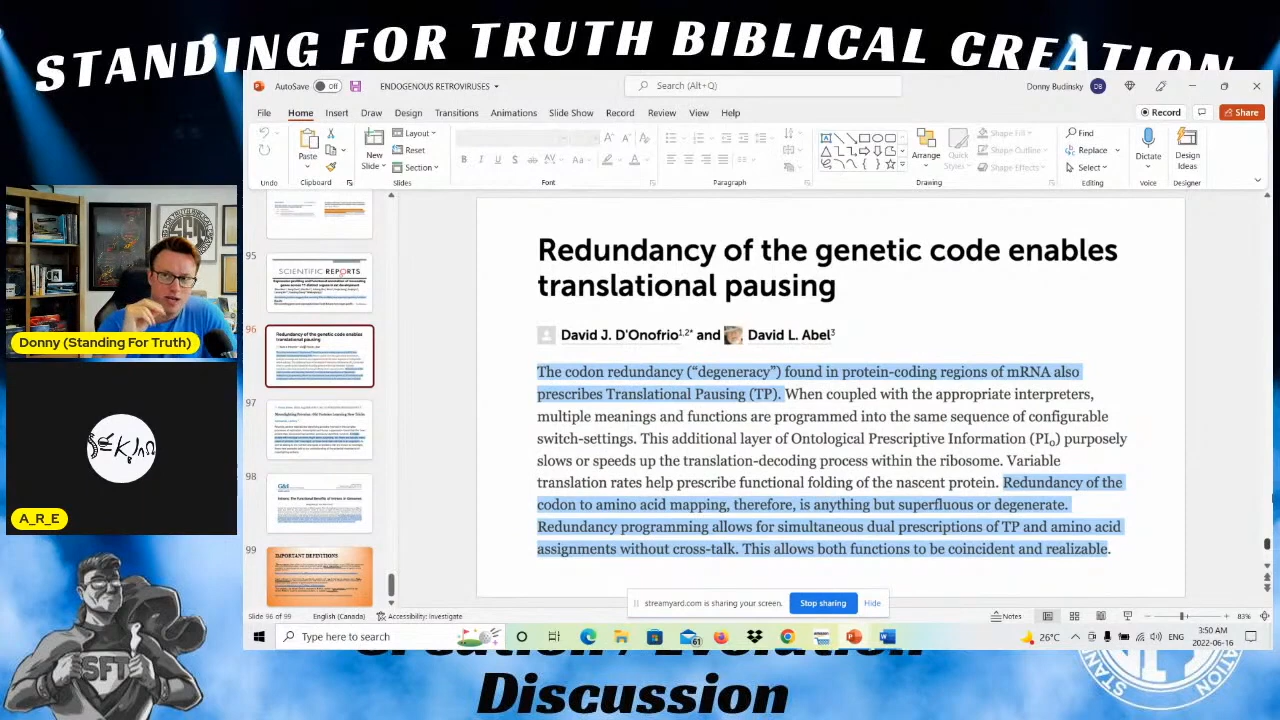 STANDING FOR TRUTH BIBLICAL CREATION
AutoSave Off
ENDOGENOUS RETROVIRUSES
Search (Alt+Q)
Donny Budinsky DB
File Home Insert Draw Design Transitions Animations Slide Show Record Review View Help
Record
Share
Paste
New
Slide
Layout
Reset
Section
B I U S ab AV Aa
Arrange
Quick
Styles
Shape Fill
Shape Outline
Shape Effects
Find
Replace
Select
Dictate
Design
Ideas
Undo Clipboard Slides Font Paragraph Drawing Editing Voice Designer
95
SCIENTIFIC REPORTS
96
Redundancy of the genetic code enables
translational pausing
97
98
99
IMPORTANT DEFINITIONS
Redundancy of the genetic code enables
translational pausing
David J. D'Onofrio1,2* and David L. Abel3
The codon redundancy (“degeneracy”) found in protein-coding regions of mRNA also
prescribes Translational Pausing (TP). When coupled with the appropriate interpreters,
multiple meanings and functions are programmed into the same sequence of configurable
switch-settings. This additional layer of Ontological Prescriptive Information (PIo) purposely
slows or speeds up the translation-decoding process within the ribosome. Variable
translation rates help prescribe functional folding of the nascent protein. Redundancy of the
codon to amino acid mapping, therefore, is anything but superfluous or degenerate.
Redundancy programming allows for simultaneous dual prescriptions of TP and amino acid
assignments without cross-talk. This allows both functions to be coincident and realizable.
streamyard.com is sharing your screen. Stop sharing Hide
Slide 96 of 99 English (Canada) Accessibility: Investigate
Notes
83%
Type here to search
61
26°C
ENG
3:50 AM
2022-06-16
Donny (Standing For Truth)
A_R_E
SFT
Discussion